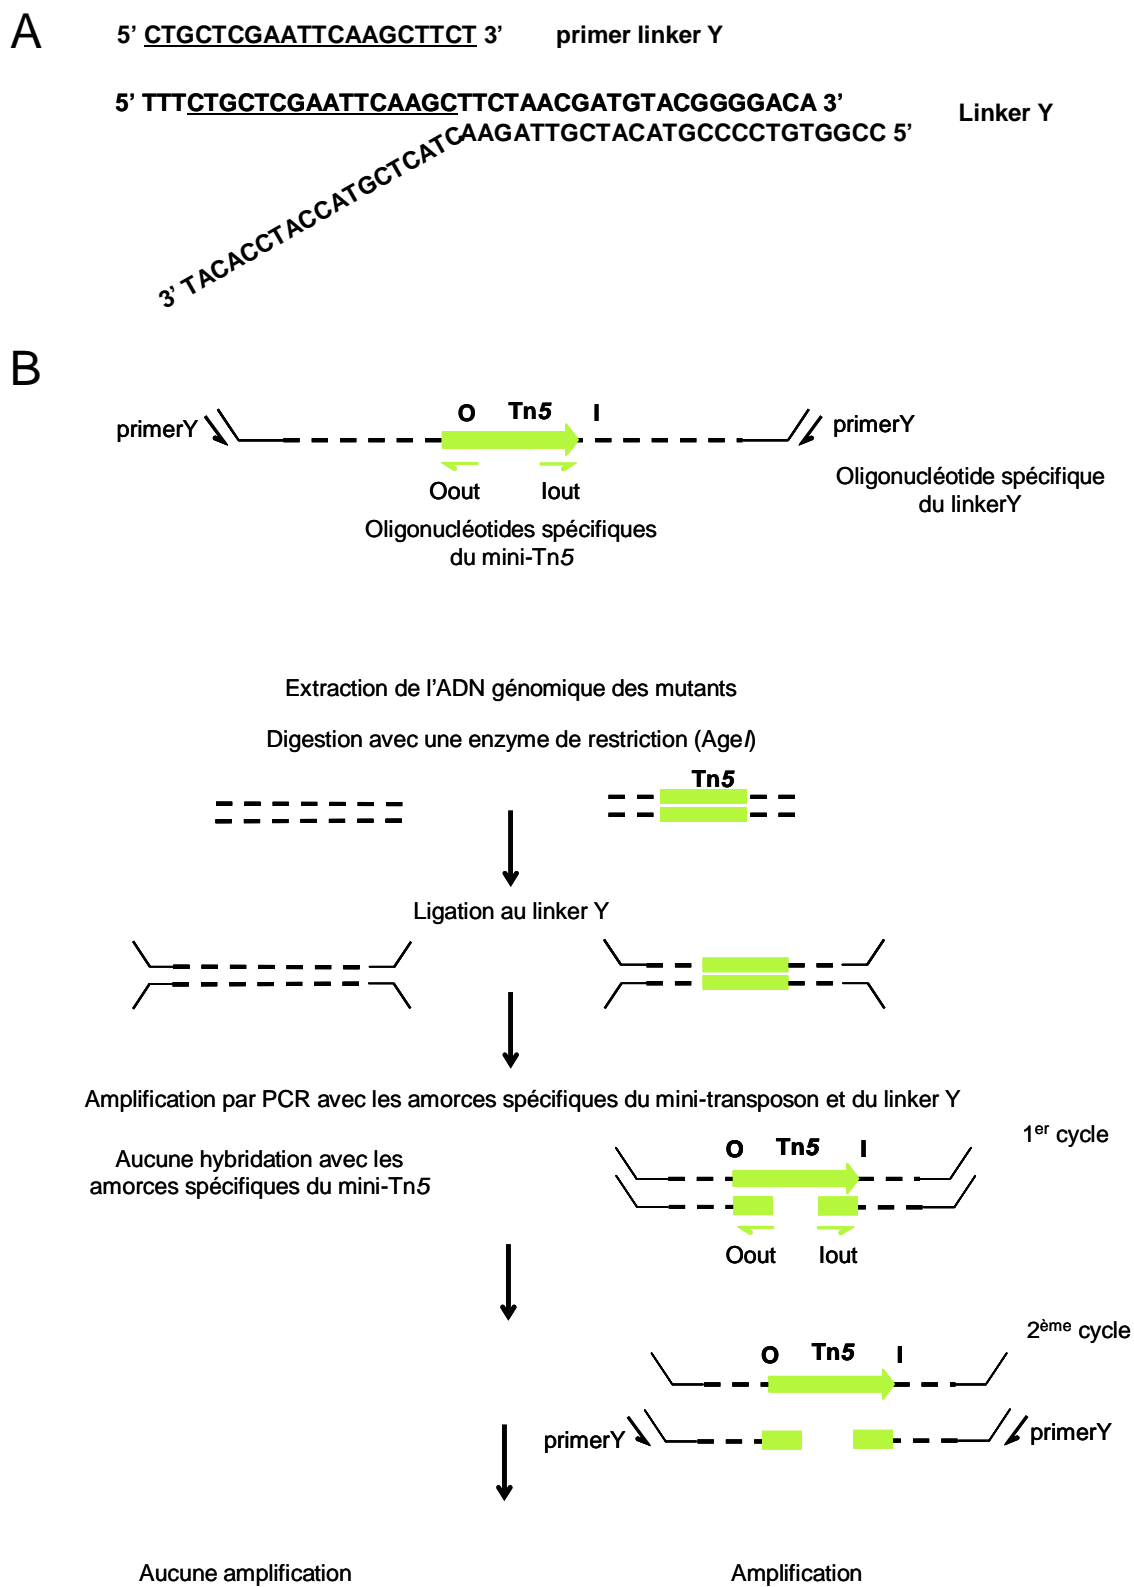 A
5’ CTGCTCGAATTCAAGCTTCT 3’ primer linker Y
5’ TTTCTGCTCGAATTCAAGCTTCTAACGATGTACGGGGACA 3’
Linker Y
AAGATTGCTACATGCCCCTGTGGCC 5’
3’ TACACCTACCATGCTCATC
B
O Tn5 I
primerY
primerY
Oout Iout
Oligonucléotide spécifique
du linkerY
Oligonucléotides spécifiques
du mini-Tn5
Extraction de l’ADN génomique des mutants
Digestion avec une enzyme de restriction (AgeI)
Tn5
Ligation au linker Y
Amplification par PCR avec les amorces spécifiques du mini-transposon et du linker Y
1er cycle
O Tn5 I
Aucune hybridation avec les
amorces spécifiques du mini-Tn5
Oout Iout
2ème cycle
O Tn5 I
primerY
primerY
Aucune amplification
Amplification